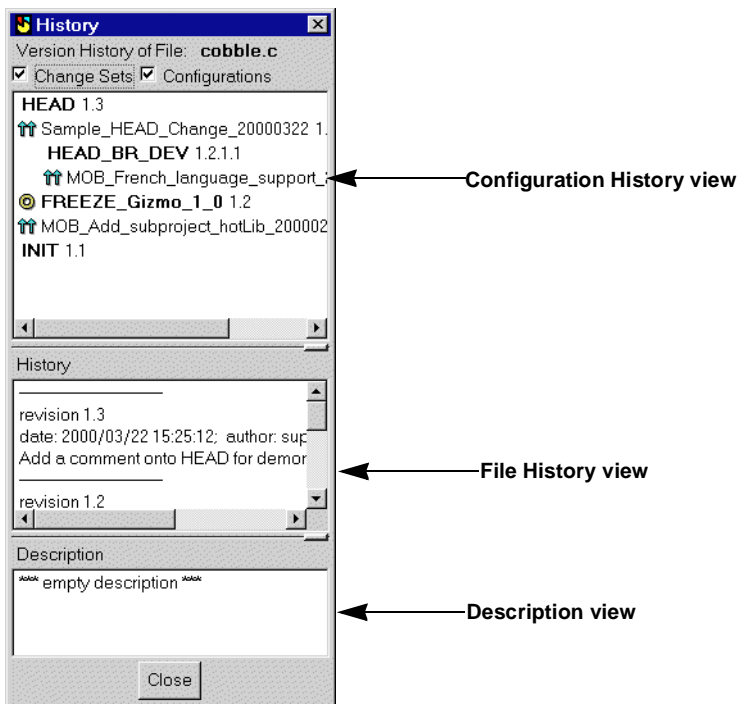 History
Version History of File: cobble.c
Change Sets Configurations
HEAD 1.3
Sample_HEAD_Change_20000322 1.
HEAD_BR_DEV 1.2.1.1
MOB_French_language_support_
FREEZE_Gizmo_1_0 1.2
MOB_Add_subproject_hotLib_200002
INIT 1.1
Configuration History view
History
revision 1.3
date: 2000/03/22 15:25:12; author: sup
Add a comment onto HEAD for demor
revision 1.2
File History view
Description
*** empty description ***
Description view
Close